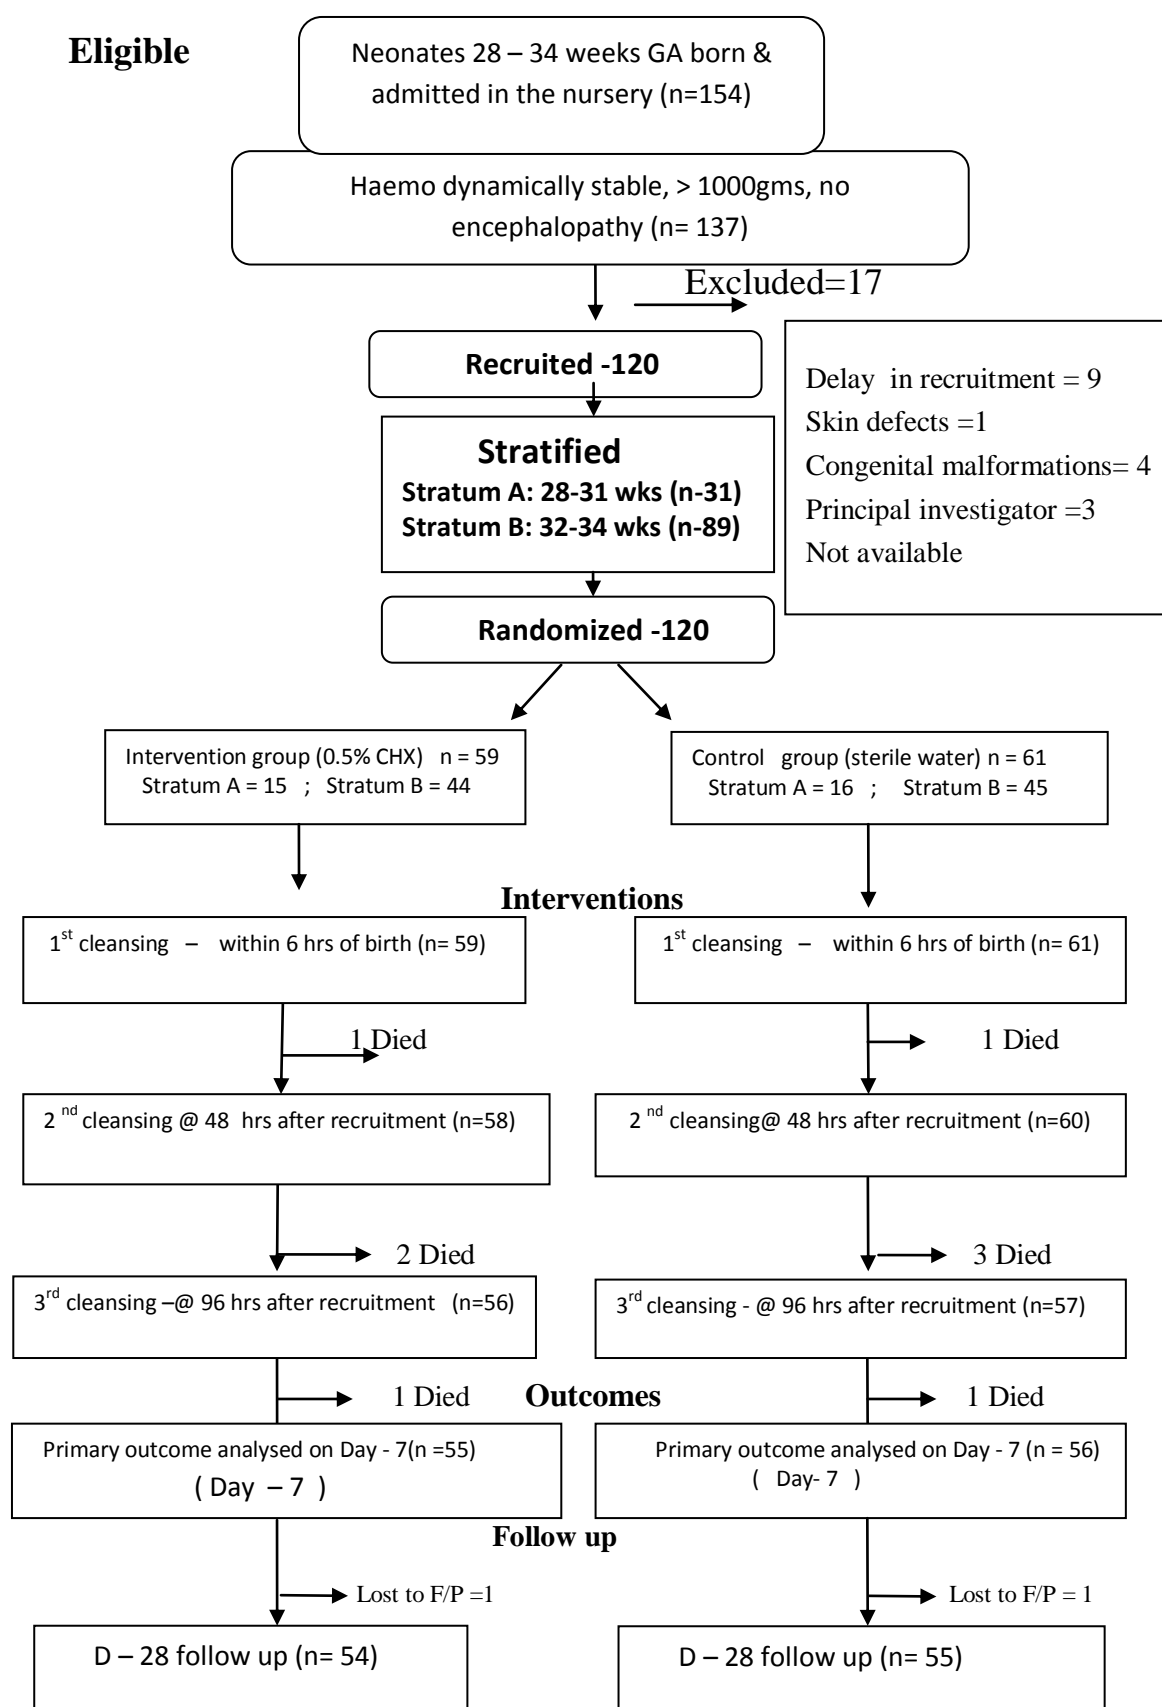 Eligible
Neonates 28 – 34 weeks GA born &
admitted in the nursery (n=154)
Haemo dynamically stable, > 1000gms, no
encephalopathy (n= 137)
Excluded=17
Recruited -120
Delay  in recruitment = 9
Skin defects =1
Congenital malformations= 4
Principal investigator =3
Not available
Stratified
Stratum A: 28-31 wks (n-31)
Stratum B: 32-34 wks (n-89)
Randomized -120
Intervention group (0.5% CHX)   n = 59
Stratum A = 15   ;   Stratum B = 44
Control   group (sterile water) n = 61
Stratum A = 16   ;    Stratum B = 45
Interventions
1st cleansing   –    within 6 hrs of birth (n= 59)
1st cleansing   –    within 6 hrs of birth (n= 61)
1 Died
1 Died
2 nd cleansing @ 48  hrs after recruitment (n=58)
2 nd cleansing@ 48 hrs after recruitment (n=60)
2 Died
3 Died
3rd cleansing –@ 96 hrs after recruitment   (n=56)
3rd cleansing - @ 96 hrs after recruitment (n=57)
1 Died
Outcomes
1 Died
Primary outcome analysed on Day - 7(n =55)
( Day  – 7  )
Primary outcome analysed on Day - 7 (n = 56)
(   Day- 7   )
Follow up
Lost to F/P =1
Lost to F/P = 1
D – 28 follow up (n= 54)
D – 28 follow up (n= 55)